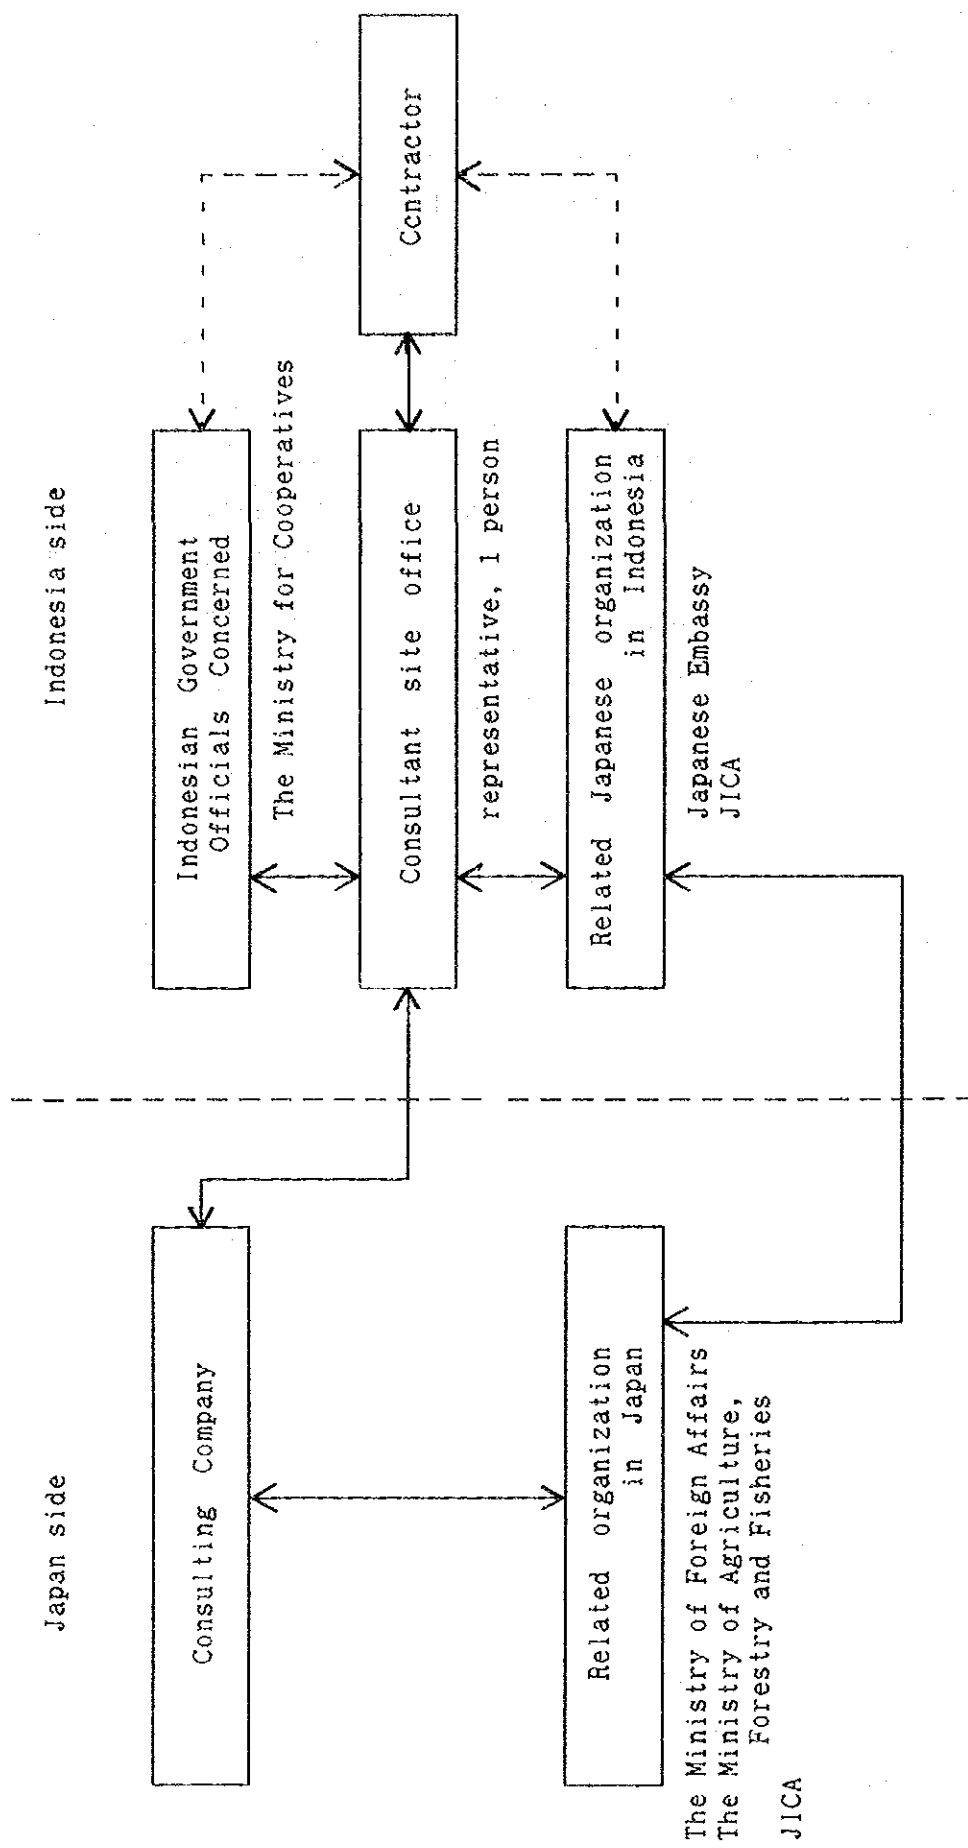 Japan side
Consulting Company
Related organization
in Japan
The Ministry of Foreign Affairs
The Ministry of Agriculture,
Forestry and Fisheries
JICA
Indonesia side
Indonesian Government
Officials Concerned
The Ministry for Cooperatives
Consultant site office
representative, 1 person
Related Japanese organization
in Indonesia
Japanese Embassy
JICA
Contractor